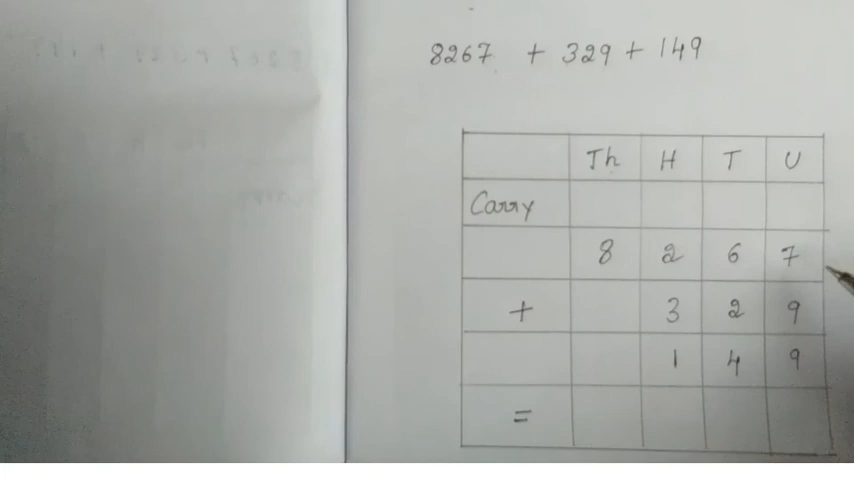 8267 + 329 + 149
Th H T U
Carry
8 2 6 7
+ 3 2 9
1 4 9
=